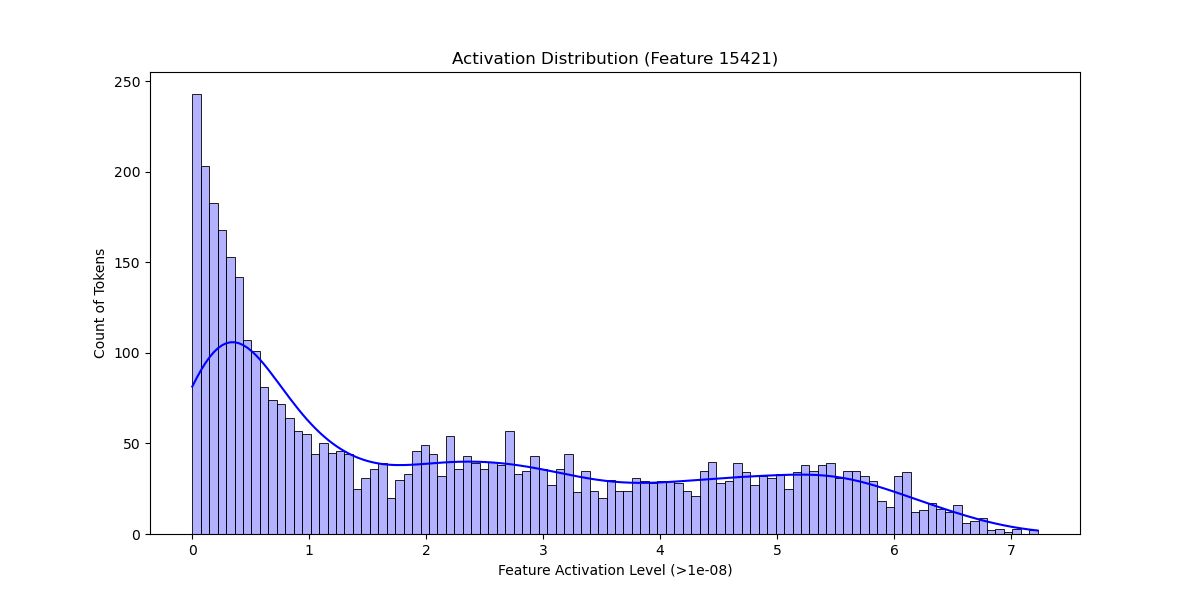 Activation Distribution (Feature 15421)
250
200
150
100
50
0
Count of Tokens
0 1 2 3 4 5 6 7
Feature Activation Level (>1e-08)